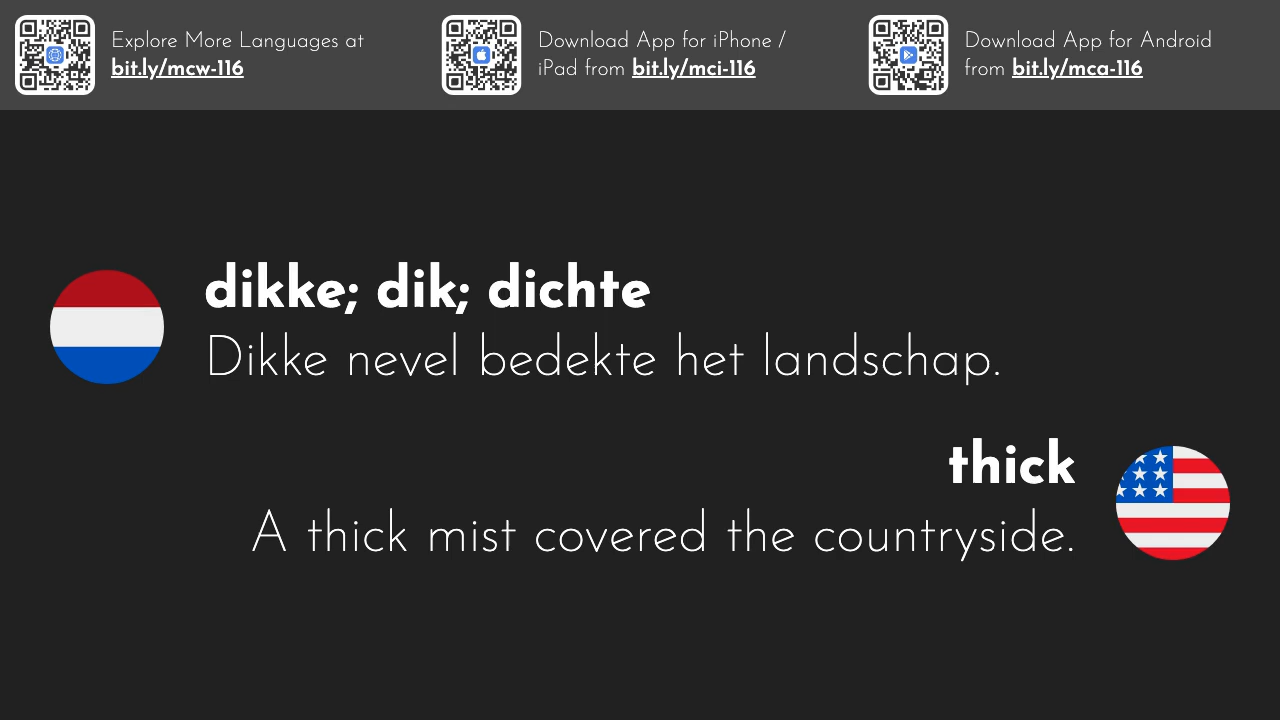 Explore More Languages at
bit.ly/mcw-116
Download App for iPhone /
iPad from bit.ly/mci-116
Download App for Android
from bit.ly/mca-116
dikke; dik; dichte
Dikke nevel bedekte het landschap.
thick
A thick mist covered the countryside.